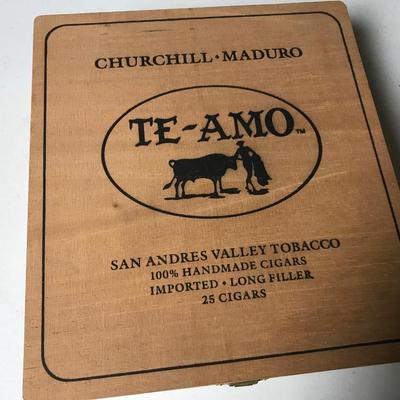 CHURCHILL • MADURO
TE-AMO™
SAN ANDRES VALLEY TOBACCO
100% HANDMADE CIGARS
IMPORTED • LONG FILLER
25 CIGARS